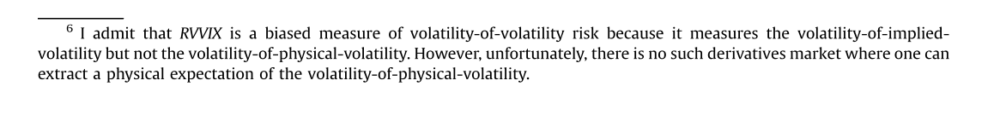 6 I admit that RVVIX is a biased measure of volatility-of-volatility risk because it measures the volatility-of-implied-
volatility but not the volatility-of-physical-volatility. However, unfortunately, there is no such derivatives market where one can
extract a physical expectation of the volatility-of-physical-volatility.